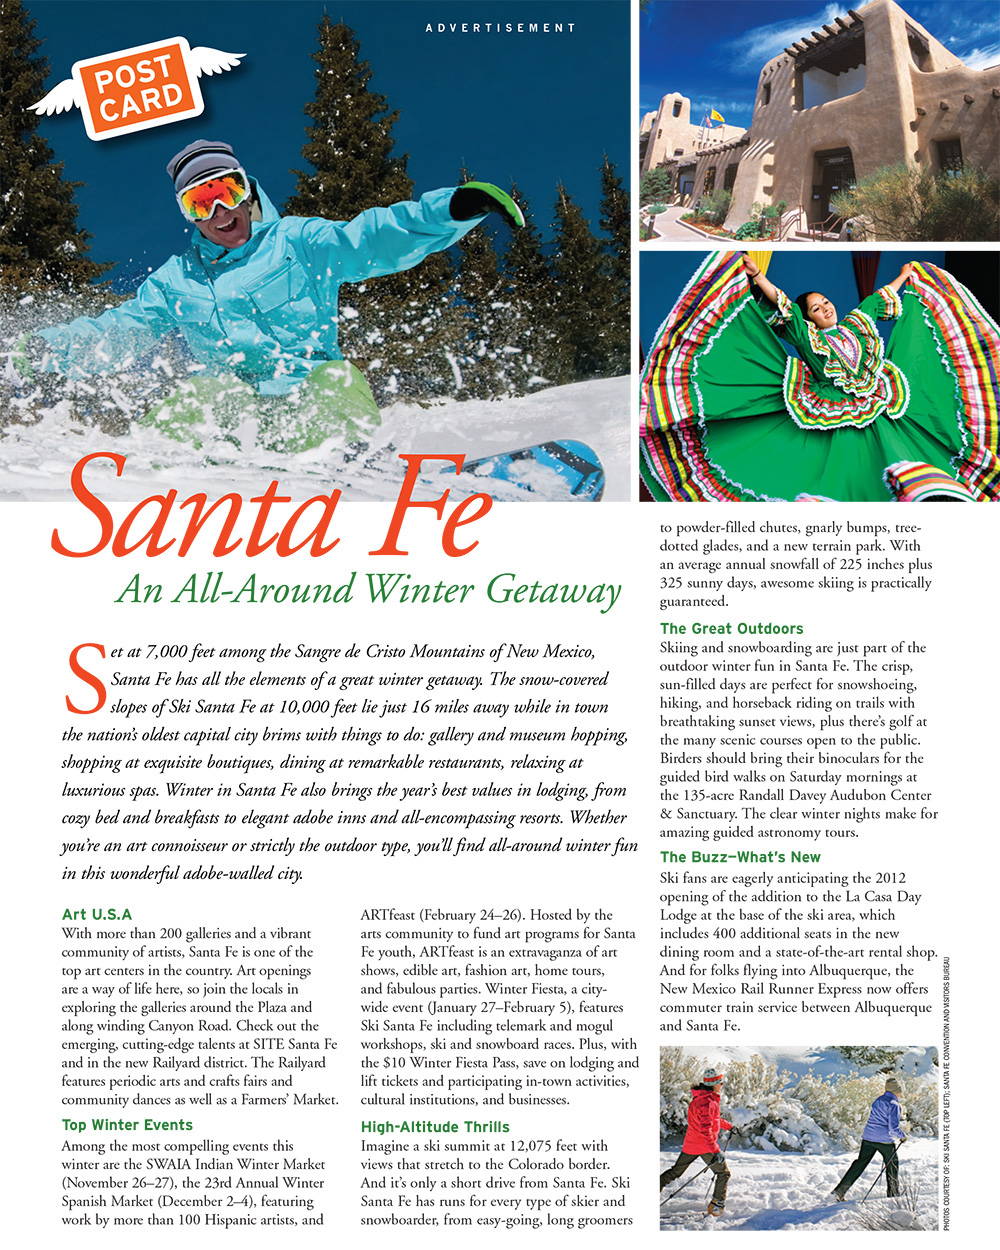 ADVERTISEMENT
POST
CARD
Santa Fe
An All-Around Winter Getaway
Set at 7,000 feet among the Sangre de Cristo Mountains of New Mexico,
Santa Fe has all the elements of a great winter getaway. The snow-covered
slopes of Ski Santa Fe at 10,000 feet lie just 16 miles away while in town
the nation's oldest capital city brims with things to do: gallery and museum hopping,
shopping at exquisite boutiques, dining at remarkable restaurants, relaxing at
luxurious spas. Winter in Santa Fe also brings the year's best values in lodging, from
cozy bed and breakfasts to elegant adobe inns and all-encompassing resorts. Whether
you're an art connoisseur or strictly the outdoor type, you'll find all-around winter fun
in this wonderful adobe-walled city.
Art U.S.A
With more than 200 galleries and a vibrant
community of artists, Santa Fe is one of the
top art centers in the country. Art openings
are a way of life here, so join the locals in
exploring the galleries around the Plaza and
along winding Canyon Road. Check out the
emerging, cutting-edge talents at SITE Santa Fe
and in the new Railyard district. The Railyard
features periodic arts and crafts fairs and
community dances as well as a Farmers' Market.
Top Winter Events
Among the most compelling events this
winter are the SWAIA Indian Winter Market
(November 26–27), the 23rd Annual Winter
Spanish Market (December 2–4), featuring
work by more than 100 Hispanic artists, and
ARTfeast (February 24–26). Hosted by the
arts community to fund art programs for Santa
Fe youth, ARTfeast is an extravaganza of art
shows, edible art, fashion art, home tours,
and fabulous parties. Winter Fiesta, a city-
wide event (January 27–February 5), features
Ski Santa Fe including telemark and mogul
workshops, ski and snowboard races. Plus, with
the $10 Winter Fiesta Pass, save on lodging and
lift tickets and participating in-town activities,
cultural institutions, and businesses.
High-Altitude Thrills
Imagine a ski summit at 12,075 feet with
views that stretch to the Colorado border.
And it's only a short drive from Santa Fe. Ski
Santa Fe has runs for every type of skier and
snowboarder, from easy-going, long groomers
to powder-filled chutes, gnarly bumps, tree-
dotted glades, and a new terrain park. With
an average annual snowfall of 225 inches plus
325 sunny days, awesome skiing is practically
guaranteed.
The Great Outdoors
Skiing and snowboarding are just part of the
outdoor winter fun in Santa Fe. The crisp,
sun-filled days are perfect for snowshoeing,
hiking, and horseback riding on trails with
breathtaking sunset views, plus there's golf at
the many scenic courses open to the public.
Birders should bring their binoculars for the
guided bird walks on Saturday mornings at
the 135-acre Randall Davey Audubon Center
& Sanctuary. The clear winter nights make for
amazing guided astronomy tours.
The Buzz—What's New
Ski fans are eagerly anticipating the 2012
opening of the addition to the La Casa Day
Lodge at the base of the ski area, which
includes 400 additional seats in the new
dining room and a state-of-the-art rental shop.
And for folks flying into Albuquerque, the
New Mexico Rail Runner Express now offers
commuter train service between Albuquerque
and Santa Fe.
PHOTOS COURTESY OF: SKI SANTA FE (TOP LEFT); SANTA FE CONVENTION AND VISITORS BUREAU